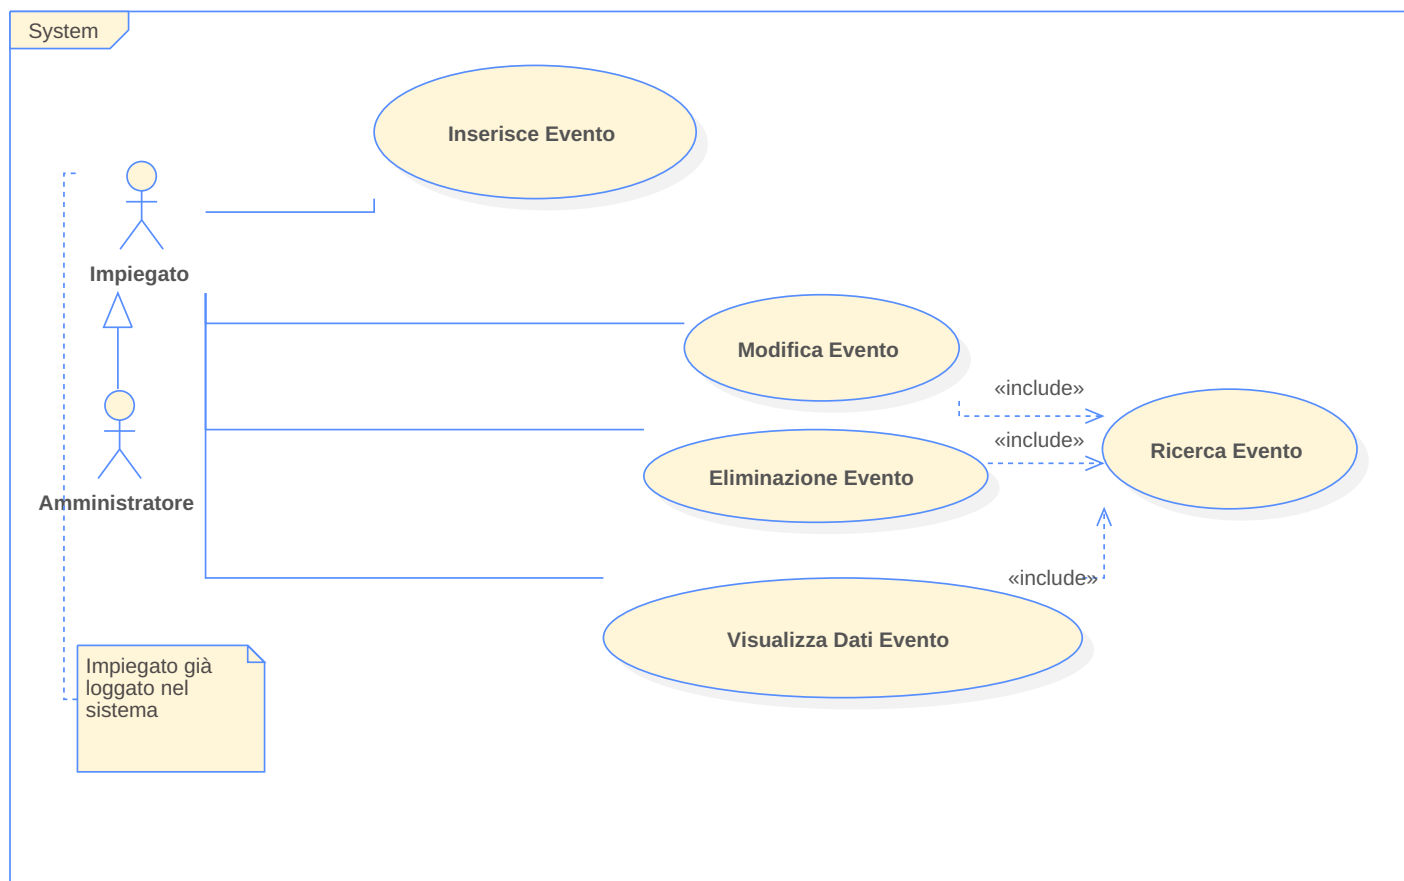 System
Inserisce Evento
Impiegato
Modifica Evento
«include»
«include»
Ricerca Evento
Eliminazione Evento
Amministratore
«include»
Visualizza Dati Evento
Impiegato già
loggato nel
sistema